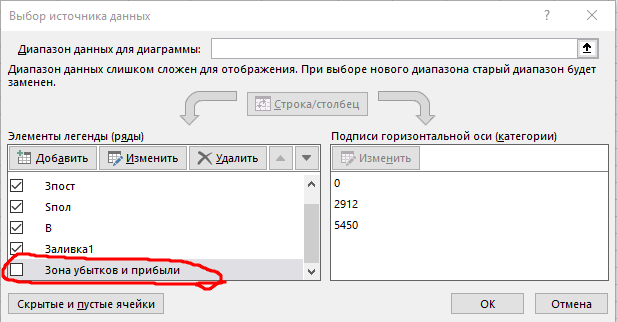 Выбор источника данных
? ×
Диапазон данных для диаграммы:
Диапазон данных слишком сложен для отображения. При выборе нового диапазона старый диапазон будет
заменен.
Строка/столбец
Элементы легенды (ряды)
Подписи горизонтальной оси (категории)
Добавить
Изменить
Удалить
Изменить
Зпост
Sпол
В
Заливка1
Зона убытков и прибыли
0
2912
5450
Скрытые и пустые ячейки
ОК
Отмена